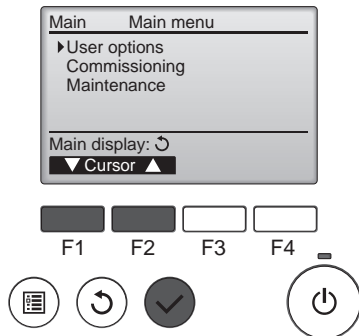 Main Main menu
User options
Commissioning
Maintenance
Main display:
Cursor
F1 F2 F3 F4